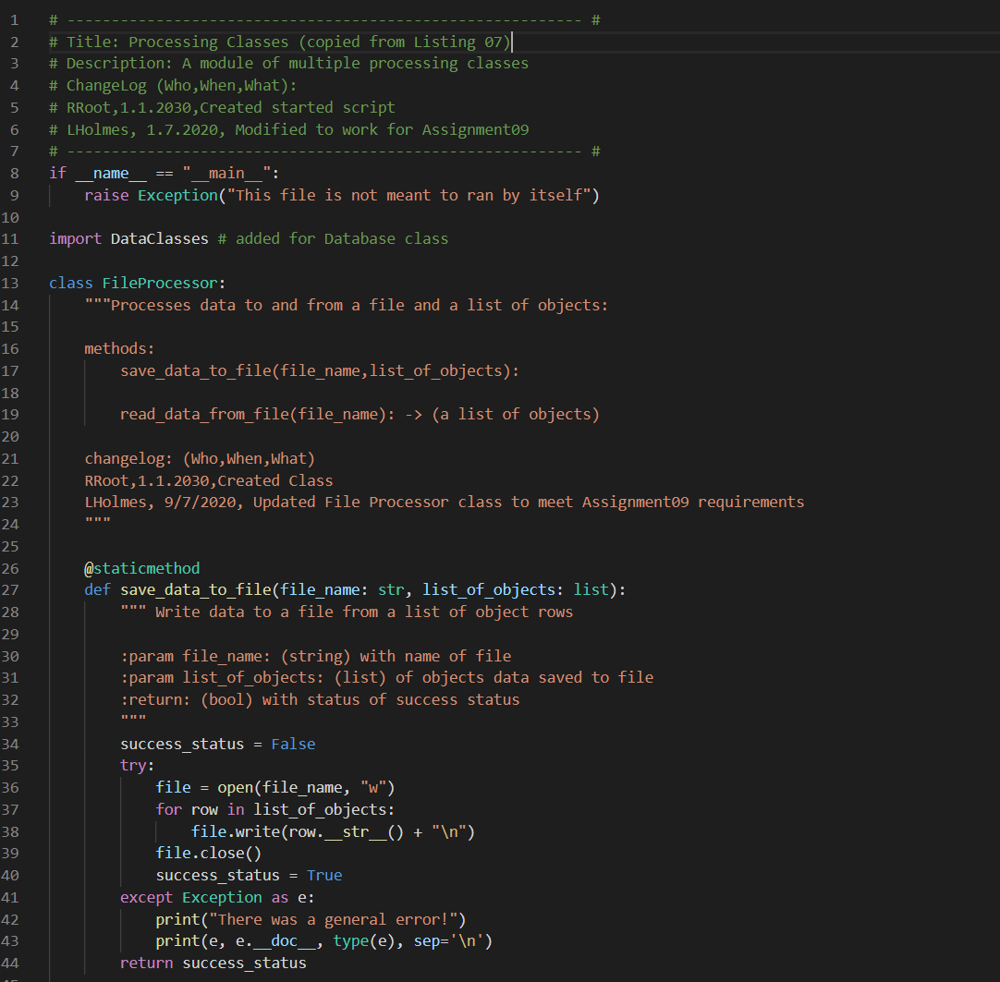 1 # ---------------------------------------------------------- #
2 # Title: Processing Classes (copied from Listing 07)
3 # Description: A module of multiple processing classes
4 # ChangeLog (Who,When,What):
5 # RRoot,1.1.2030,Created started script
6 # LHolmes, 1.7.2020, Modified to work for Assignment09
7 # ---------------------------------------------------------- #
8 if __name__ == "__main__":
9     raise Exception("This file is not meant to ran by itself")
10
11 import DataClasses # added for Database class
12
13 class FileProcessor:
14     """Processes data to and from a file and a list of objects:
15
16     methods:
17         save_data_to_file(file_name,list_of_objects):
18
19         read_data_from_file(file_name): -> (a list of objects)
20
21     changelog: (Who,When,What)
22     RRoot,1.1.2030,Created Class
23     LHolmes, 9/7/2020, Updated File Processor class to meet Assignment09 requirements
24     """
25
26     @staticmethod
27     def save_data_to_file(file_name: str, list_of_objects: list):
28         """ Write data to a file from a list of object rows
29
30         :param file_name: (string) with name of file
31         :param list_of_objects: (list) of objects data saved to file
32         :return: (bool) with status of success status
33         """
34         success_status = False
35         try:
36             file = open(file_name, "w")
37             for row in list_of_objects:
38                 file.write(row.__str__() + "\n")
39             file.close()
40             success_status = True
41         except Exception as e:
42             print("There was a general error!")
43             print(e, e.__doc__, type(e), sep='\n')
44         return success_status